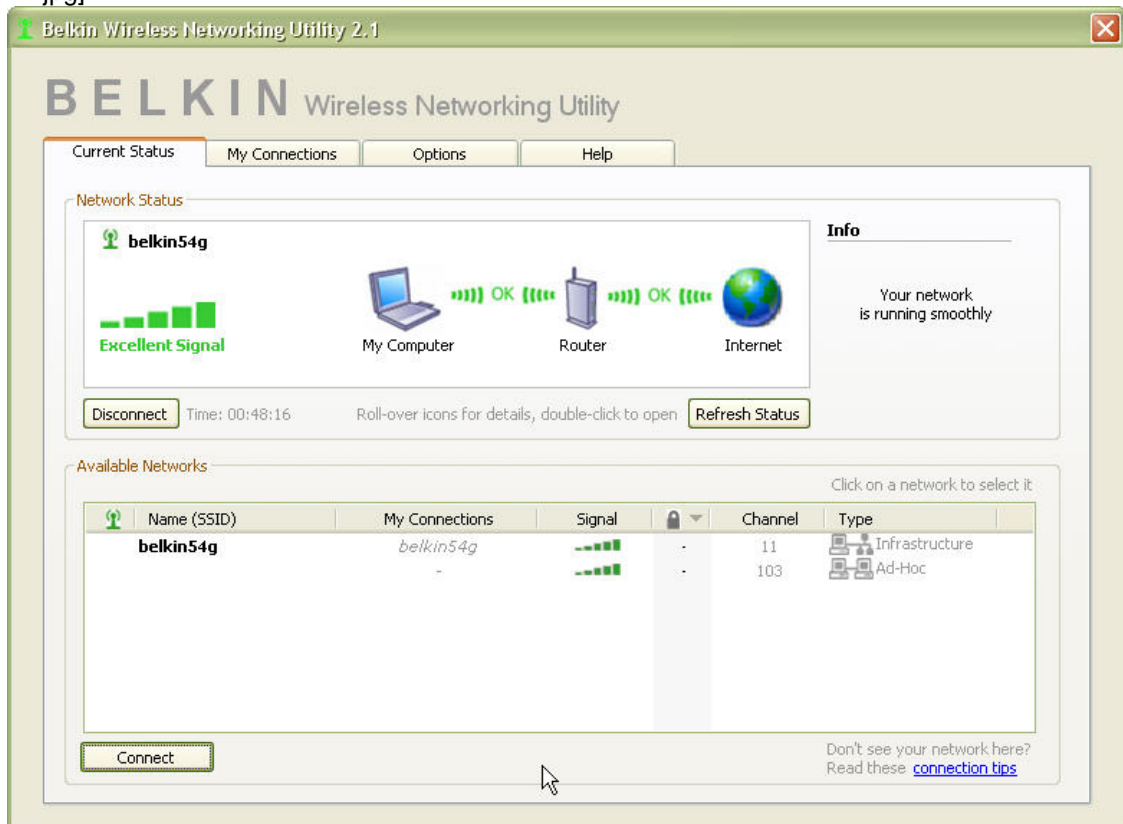 jpg]
Belkin Wireless Networking Utility 2.1
BELKIN Wireless Networking Utility
Current Status My Connections Options Help
Network Status
belkin54g
Info
Your network
is running smoothly
OK OK
Excellent Signal My Computer Router Internet
Disconnect Time: 00:48:16 Roll-over icons for details, double-click to open Refresh Status
Available Networks
Click on a network to select it
Name (SSID) My Connections Signal Channel Type
belkin54g belkin54g - 11 Infrastructure
- - 103 Ad-Hoc
Connect
Don't see your network here?
Read these connection tips